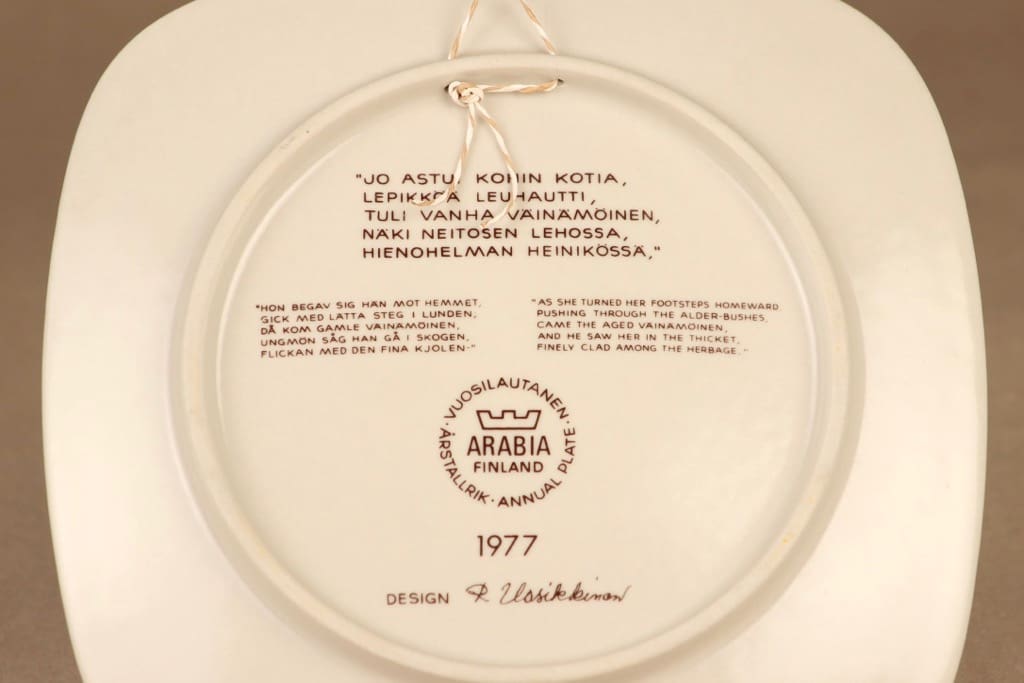 "JO ASTUI KOHIN KOTIA,
LEPIKKÖÄ LEUHAUTTI,
TULI VANHA VÄINÄMÖINEN,
NÄKI NEITOSEN LEHOSSA,
HIENOHELMAN HEINIKÖSSÄ,"
"HON BEGAV SIG HÄN MOT HEMMET,
GICK MED LÄTTA STEG I LUNDEN,
DÅ KOM GAMLE VÄINÄMÖINEN,
UNGMÖN SÅG HAN GÅ I SKOGEN,
FLICKAN MED DEN FINA KJOLEN-"
"AS SHE TURNED HER FOOTSTEPS HOMEWARD
PUSHING THROUGH THE ALDER-BUSHES,
CAME THE AGED VÄINÄMÖINEN,
AND HE SAW HER IN THE THICKET,
FINELY CLAD AMONG THE HERBAGE."
VUOSILAUTANEN · ÅRSTALLRIK · ANNUAL PLATE ·
ARABIA
FINLAND
1977
DESIGN R Uosikkinen